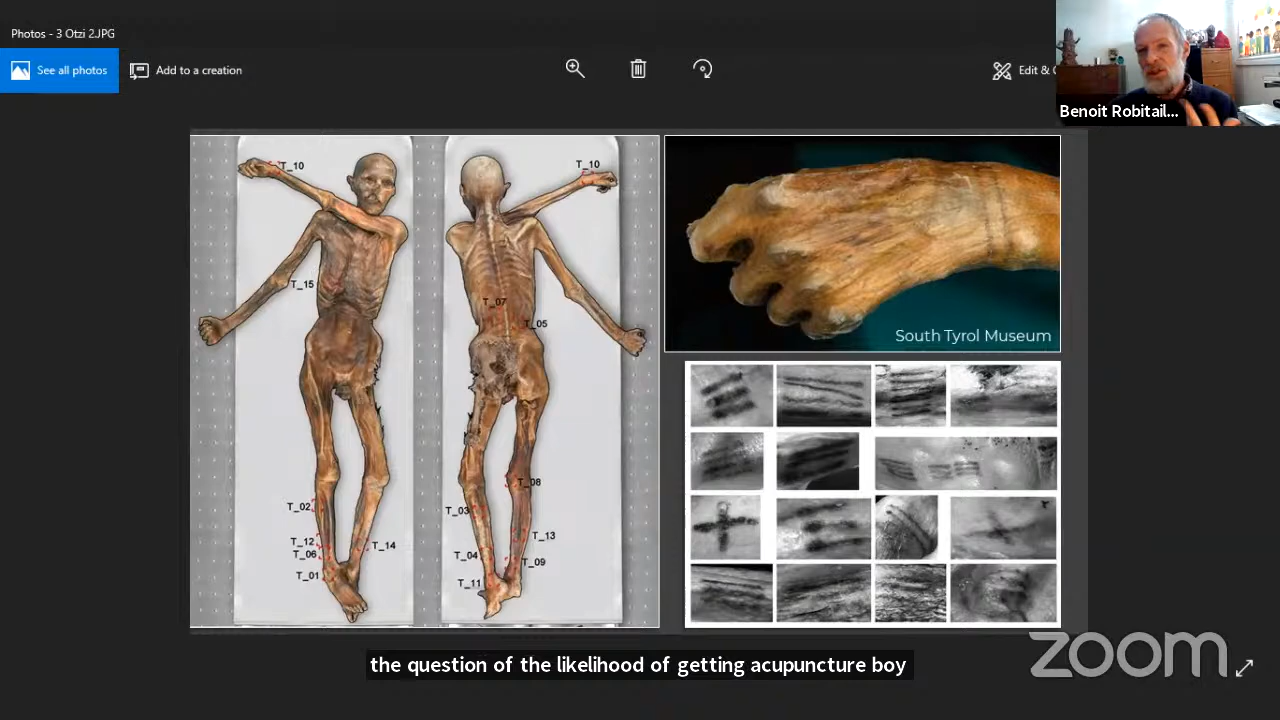 Photos - 3 Otzi 2.JPG
See all photos
Add to a creation
Edit & C
Benoit Robitail...
T_10
T_15
T_02
T_12
T_06
T_14
T_01
T_10
T_07
T_05
T_08
T_03
T_13
T_04
T_09
T_11
South Tyrol Museum
the question of the likelihood of getting acupuncture boy
zoom